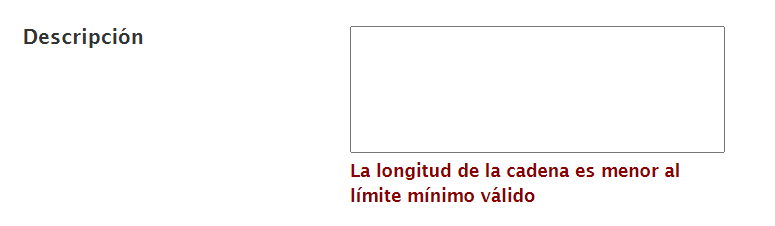 Descripción
La longitud de la cadena es menor al
límite mínimo válido